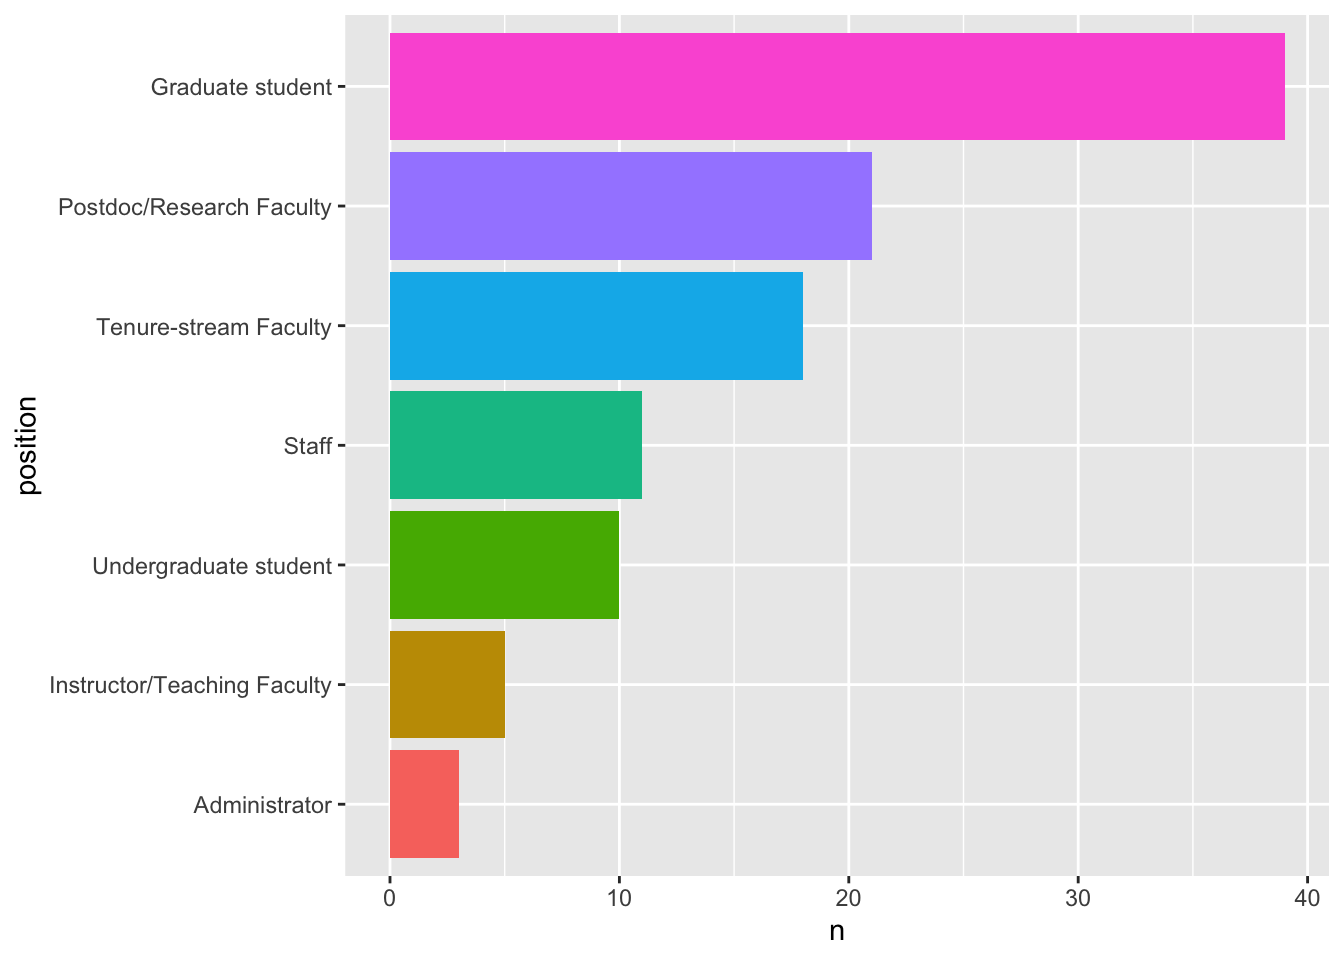 Graduate student
Postdoc/Research Faculty
Tenure-stream Faculty
Staff
Undergraduate student
Instructor/Teaching Faculty
Administrator
position
0 10 20 30 40
n